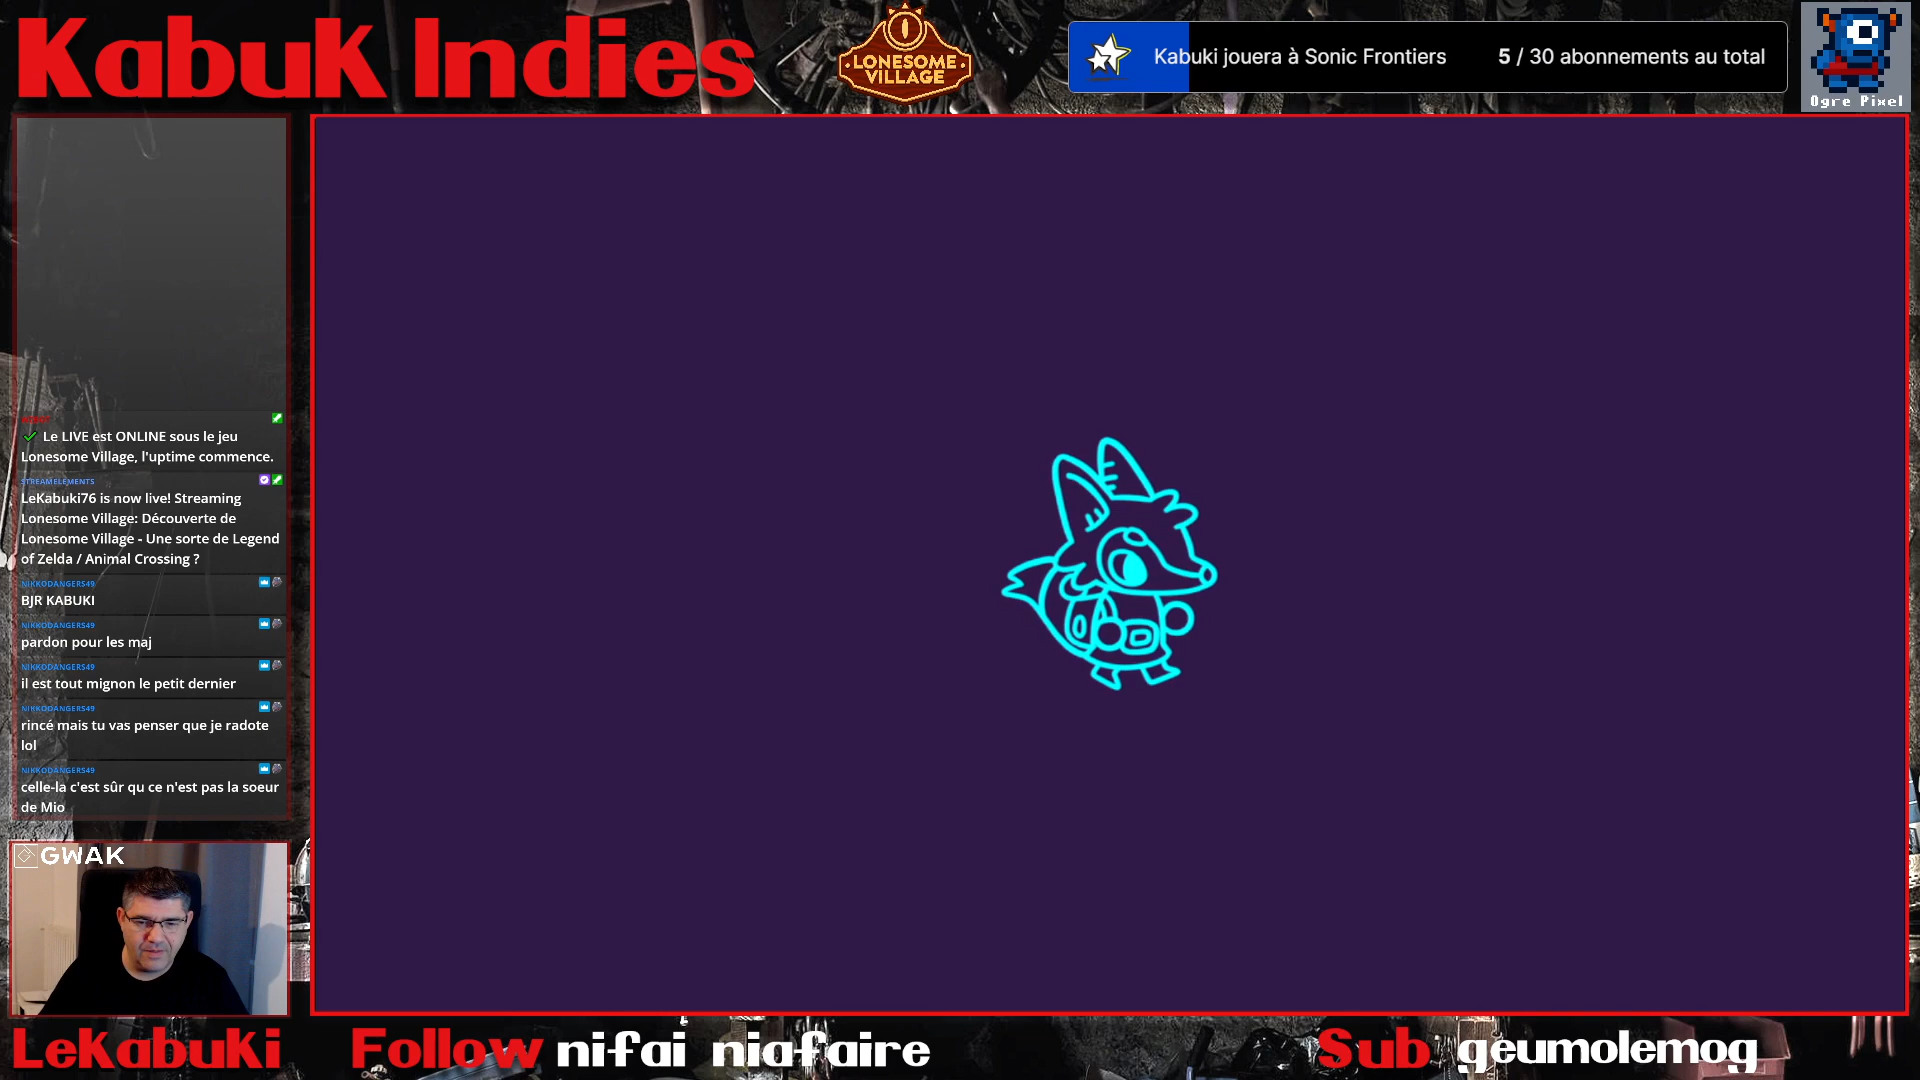 Kabuk Indies
LONESOME
VILLAGE
Kabuki jouera à Sonic Frontiers
5 / 30 abonnements au total
Ogre Pixel
Le LIVE est ONLINE sous le jeu
Lonesome Village, l'uptime commence.
STREAMELEMENTS
LeKabuki76 is now live! Streaming
Lonesome Village: Découverte de
Lonesome Village - Une sorte de Legend
of Zelda / Animal Crossing ?
NIKKODANGERS49
BJR KABUKI
NIKKODANGERS49
pardon pour les maj
NIKKODANGERS49
il est tout mignon le petit dernier
NIKKODANGERS49
rincé mais tu vas penser que je radote
lol
NIKKODANGERS49
celle-la c'est sûr qu ce n'est pas la soeur
de Mio
GWAK
LeKabuki
Follow nifai niafaire
Sub geumolemog